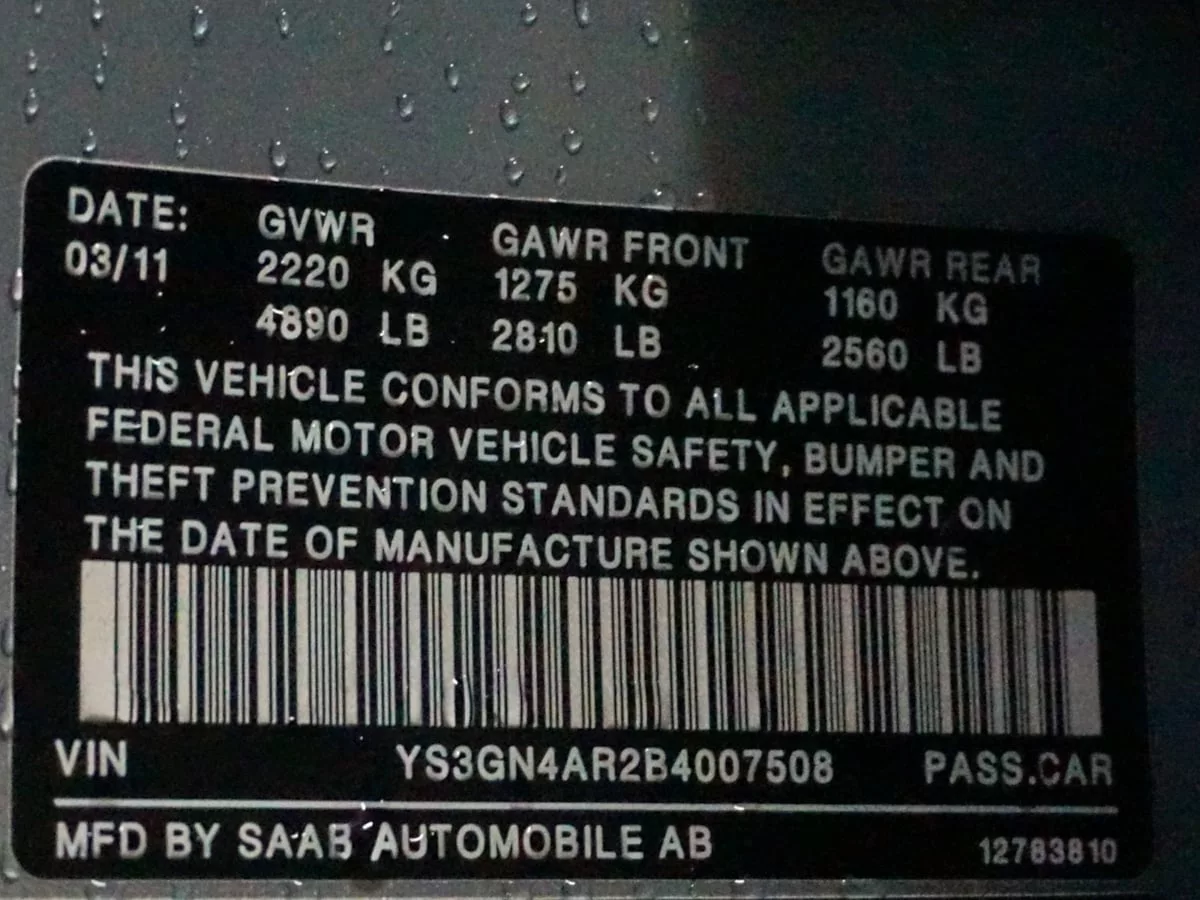 DATE: GVWR GAWR FRONT GAWR REAR
03/11 2220 KG 1275 KG 1160 KG
4890 LB 2810 LB 2560 LB
THIS VEHICLE CONFORMS TO ALL APPLICABLE
FEDERAL MOTOR VEHICLE SAFETY, BUMPER AND
THEFT PREVENTION STANDARDS IN EFFECT ON
THE DATE OF MANUFACTURE SHOWN ABOVE.
VIN YS3GN4AR2B4007508 PASS.CAR
MFD BY SAAB AUTOMOBILE AB 12783810